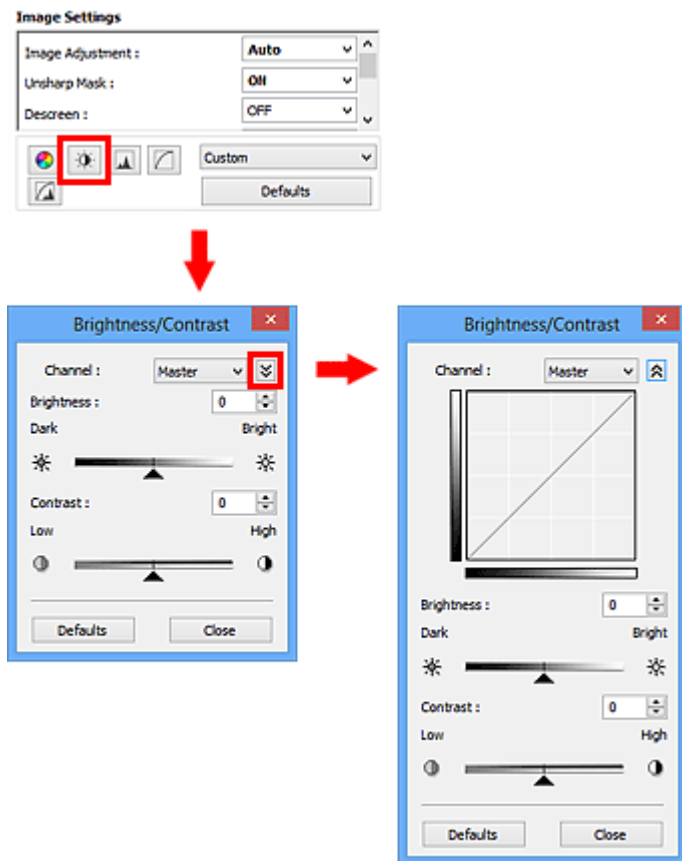 Image Settings
Image Adjustment : Auto
Unsharp Mask : ON
Descreen : OFF
Custom
Defaults
Brightness/Contrast
Channel : Master
Brightness : 0
Dark Bright
Contrast : 0
Low High
Defaults Close
Brightness/Contrast
Channel : Master
Brightness : 0
Dark Bright
Contrast : 0
Low High
Defaults Close